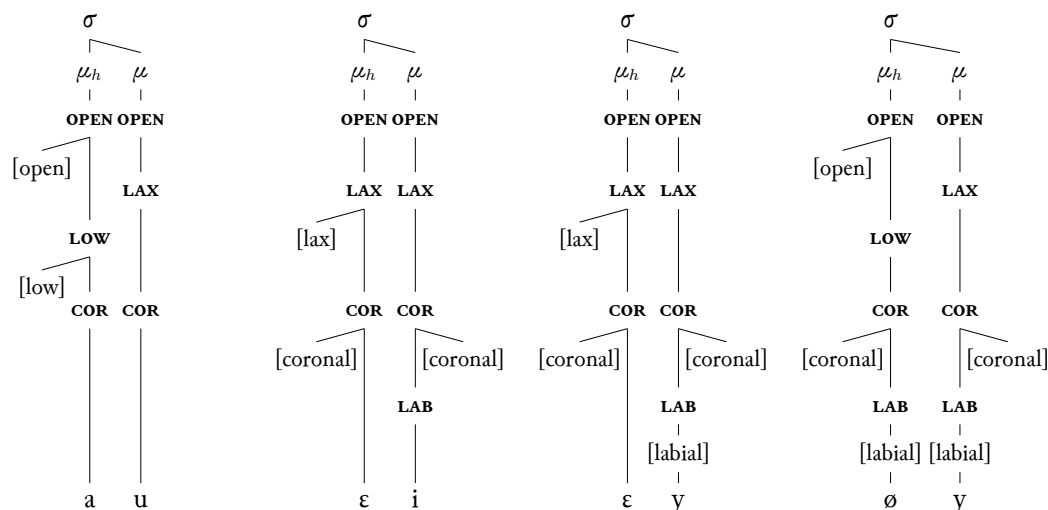 σ σ σ σ
μh μ μh μ μh μ μh μ
OPEN OPEN OPEN OPEN OPEN OPEN OPEN OPEN
[open] [open]
LAX LAX LAX LAX LAX LAX
LOW [lax] [lax] LOW
[low]
COR COR COR COR COR COR COR COR
[coronal] [coronal] [coronal] [coronal] [coronal] [coronal]
LAB LAB LAB LAB
[labial] [labial] [labial]
a u ɛ i ɛ y ø y